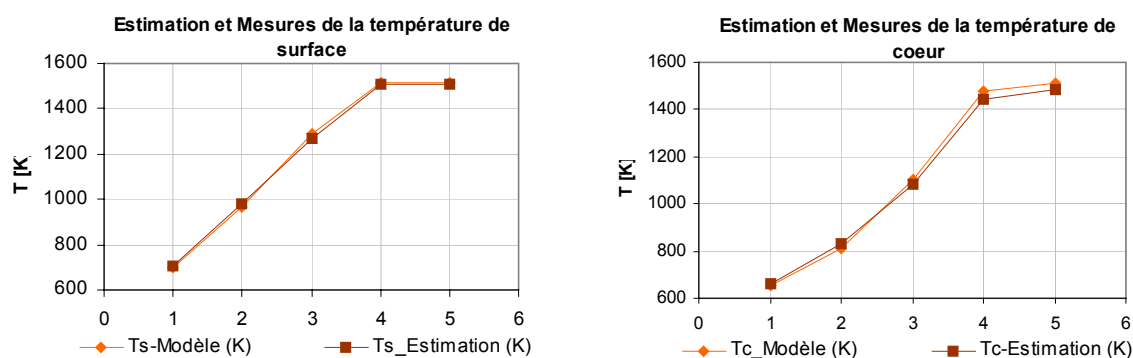 Estimation et Mesures de la température de
surface
1600
1400
1200
1000
800
600
T [K]
0 1 2 3 4 5 6
Ts-Modèle (K) Ts_Estimation (K)
Estimation et Mesures de la température de
coeur
1600
1400
1200
1000
800
600
T [K]
0 1 2 3 4 5 6
Tc_Modèle (K) Tc-Estimation (K)